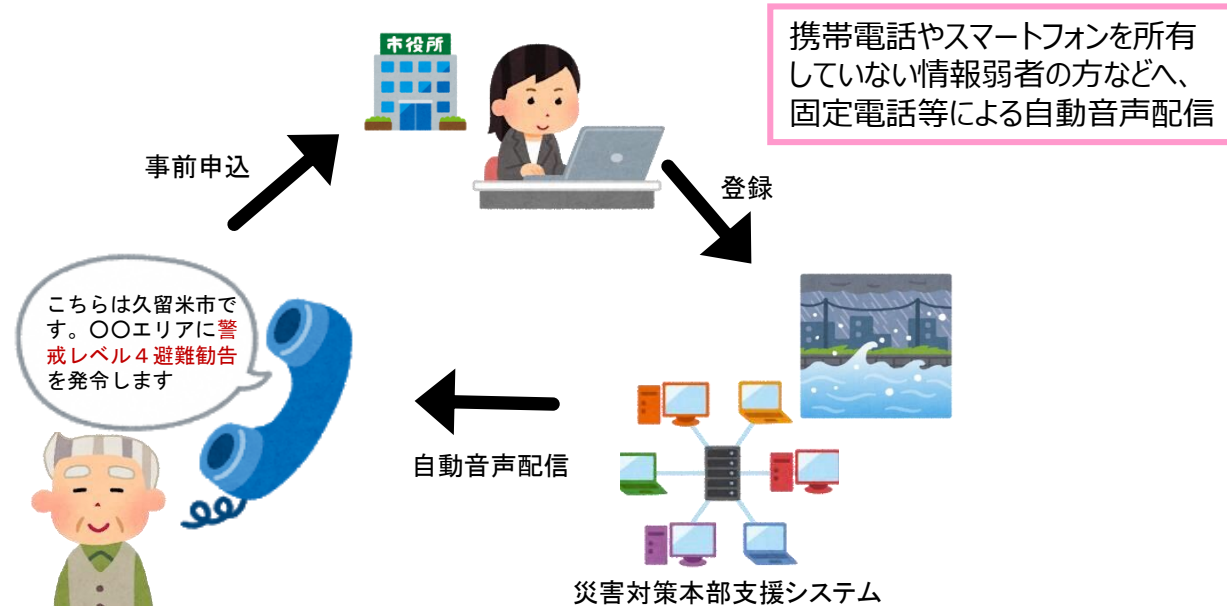 市役所
携帯電話やスマートフォンを所有
していない情報弱者の方などへ、
固定電話等による自動音声配信
事前申込
登録
こちらは久留米市で
す。〇〇エリアに警
戒レベル４避難勧告
を発令します
自動音声配信
災害対策本部支援システム